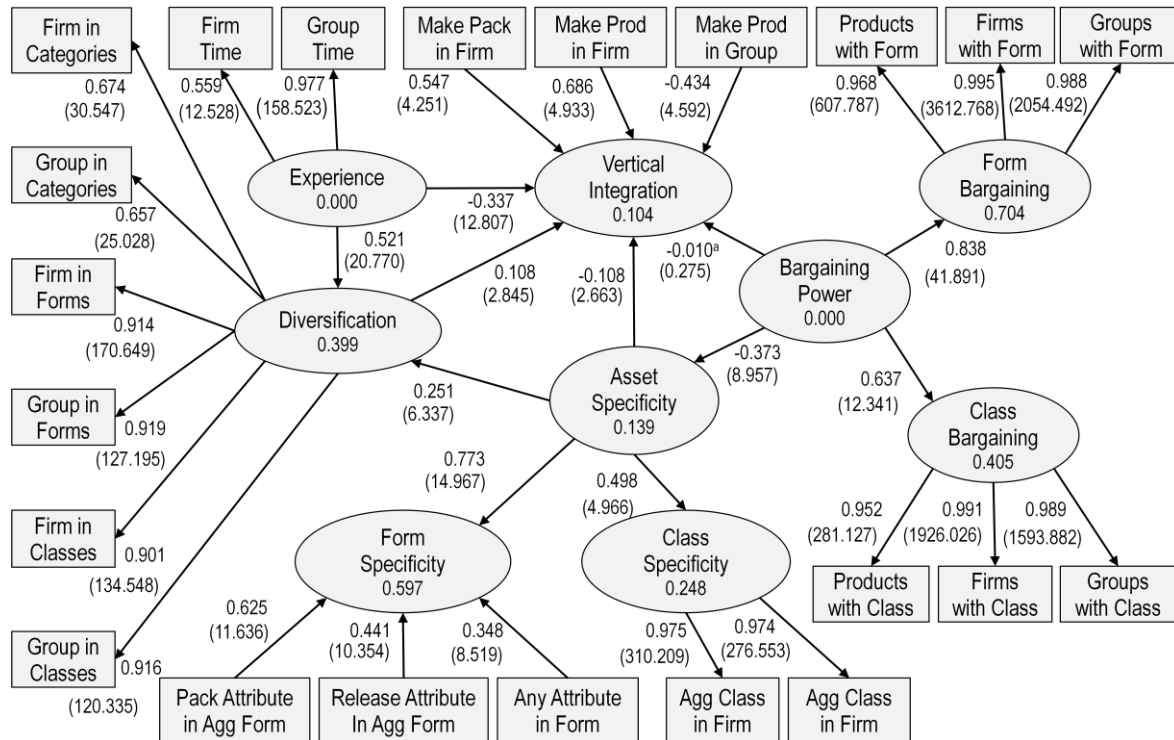 Firm in
Categories
0.674
(30.547)
Firm
Time
0.559
(12.528)
Group
Time
0.977
(158.523)
Make Pack
in Firm
0.547
(4.251)
Make Prod
in Firm
0.686
(4.933)
Make Prod
in Group
-0.434
(4.592)
Products
with Form
0.968
(607.787)
Firms
with Form
0.995
(3612.768)
Groups
with Form
0.988
(2054.492)
Group in
Categories
0.657
(25.028)
Experience
0.000
-0.337
(12.807)
0.521
(20.770)
Vertical
Integration
0.104
Form
Bargaining
0.704
Firm in
Forms
0.914
(170.649)
Diversification
0.399
0.108
(2.845)
-0.108
(2.663)
-0.010ᵃ
(0.275)
Bargaining
Power
0.000
0.838
(41.891)
Group in
Forms
0.919
(127.195)
0.251
(6.337)
Asset
Specificity
0.139
-0.373
(8.957)
0.637
(12.341)
Class
Bargaining
0.405
Firm in
Classes
0.901
(134.548)
0.773
(14.967)
0.498
(4.966)
0.952
(281.127)
0.991
(1926.026)
0.989
(1593.882)
Form
Specificity
0.597
Class
Specificity
0.248
Products
with Class
Firms
with Class
Groups
with Class
Group in
Classes
0.916
(120.335)
0.625
(11.636)
0.441
(10.354)
0.348
(8.519)
0.975
(310.209)
0.974
(276.553)
Pack Attribute
in Agg Form
Release Attribute
In Agg Form
Any Attribute
in Form
Agg Class
in Firm
Agg Class
in Firm